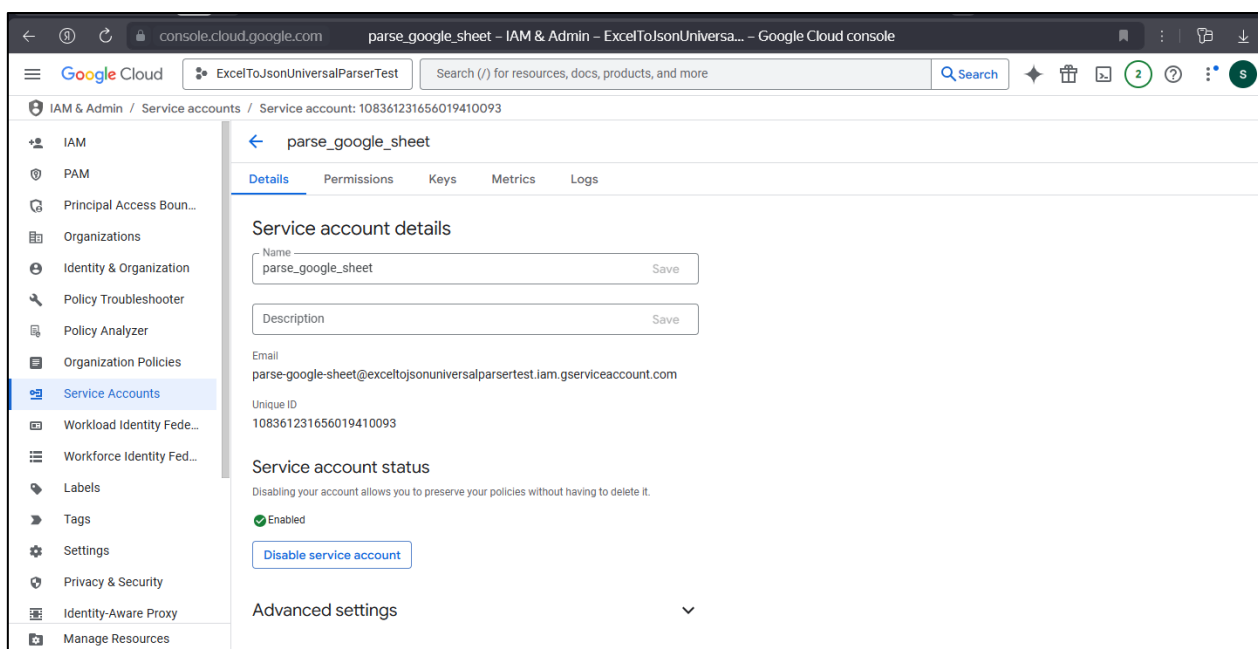 console.cloud.google.com parse_google_sheet – IAM & Admin – ExcelToJsonUniversa... – Google Cloud console
Google Cloud ExcelToJsonUniversalParserTest Search (/) for resources, docs, products, and more Search 2 S
IAM & Admin / Service accounts / Service account: 108361231656019410093
IAM
PAM
Principal Access Boun...
Organizations
Identity & Organization
Policy Troubleshooter
Policy Analyzer
Organization Policies
Service Accounts
Workload Identity Fede...
Workforce Identity Fed...
Labels
Tags
Settings
Privacy & Security
Identity-Aware Proxy
Manage Resources
parse_google_sheet
Details Permissions Keys Metrics Logs
Service account details
Name
parse_google_sheet Save
Description Save
Email
parse-google-sheet@exceltojsonuniversalparsertest.iam.gserviceaccount.com
Unique ID
108361231656019410093
Service account status
Disabling your account allows you to preserve your policies without having to delete it.
Enabled
Disable service account
Advanced settings